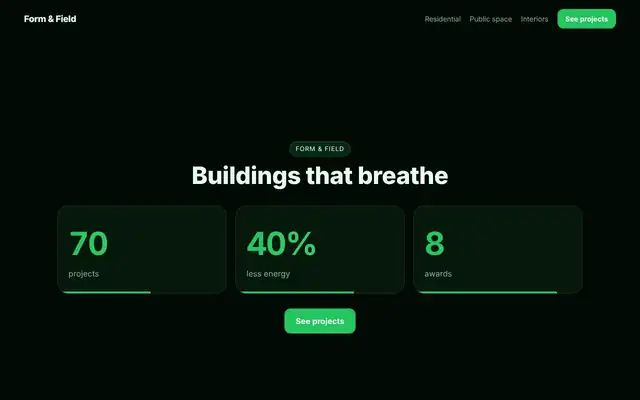 Form & Field
Residential Public space Interiors See projects
FORM & FIELD
Buildings that breathe
70 40% 8
projects less energy awards
See projects